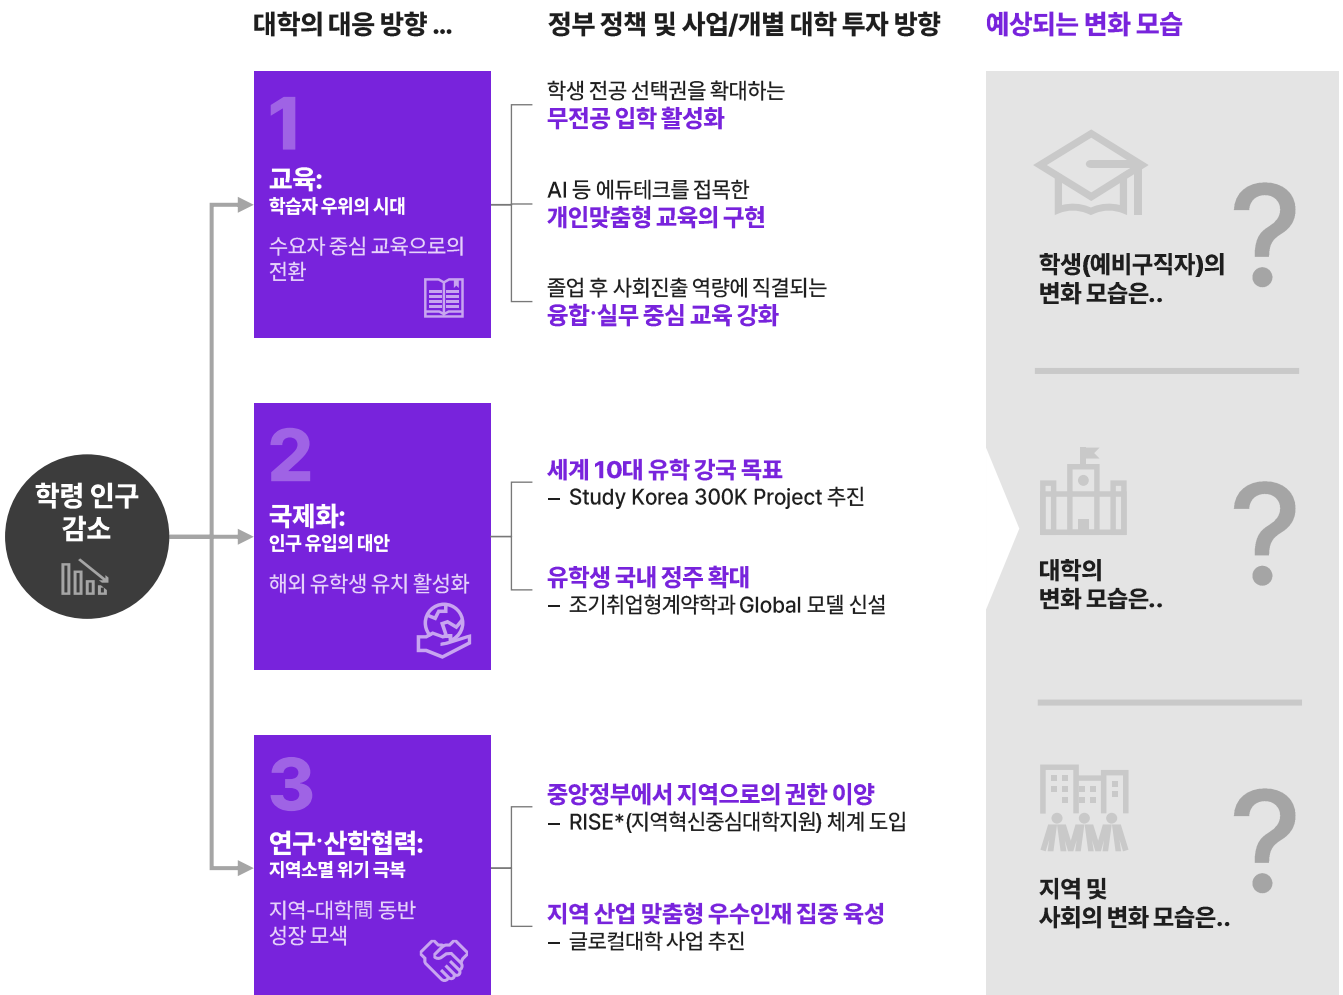 대학의 대응 방향 ...
정부 정책 및 사업/개별 대학 투자 방향
예상되는 변화 모습
학령 인구
감소
1
교육:
학습자 우위의 시대
수요자 중심 교육으로의
전환
학생 전공 선택권을 확대하는
무전공 입학 활성화
AI 등 에듀테크를 접목한
개인맞춤형 교육의 구현
졸업 후 사회진출 역량에 직결되는
융합·실무 중심 교육 강화
2
국제화:
인구 유입의 대안
해외 유학생 유치 활성화
세계 10대 유학 강국 목표
– Study Korea 300K Project 추진
유학생 국내 정주 확대
– 조기취업형계약학과 Global 모델 신설
3
연구·산학협력:
지역소멸 위기 극복
지역-대학間 동반
성장 모색
중앙정부에서 지역으로의 권한 이양
– RISE*(지역혁신중심대학지원) 체계 도입
지역 산업 맞춤형 우수인재 집중 육성
– 글로컬대학 사업 추진
학생(예비구직자)의
변화 모습은..
?
대학의
변화 모습은..
?
지역 및
사회의 변화 모습은..
?